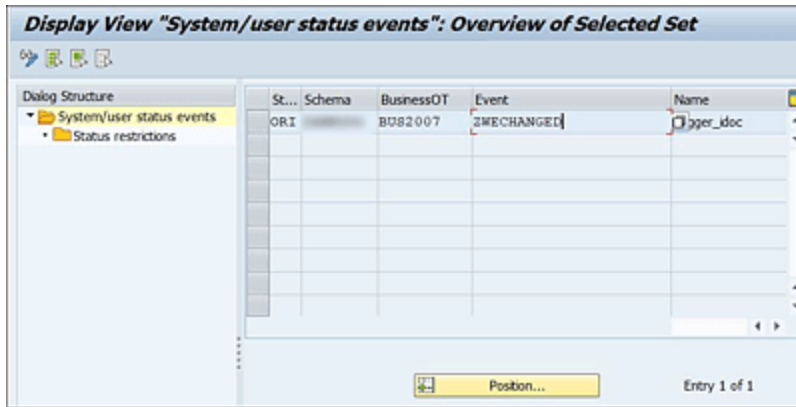 Display View "System/user status events": Overview of Selected Set
Dialog Structure
System/user status events
Status restrictions
St... Schema BusinessOT Event Name
ORI BUS2007 ZWECHANGED gger_idoc
Position... Entry 1 of 1